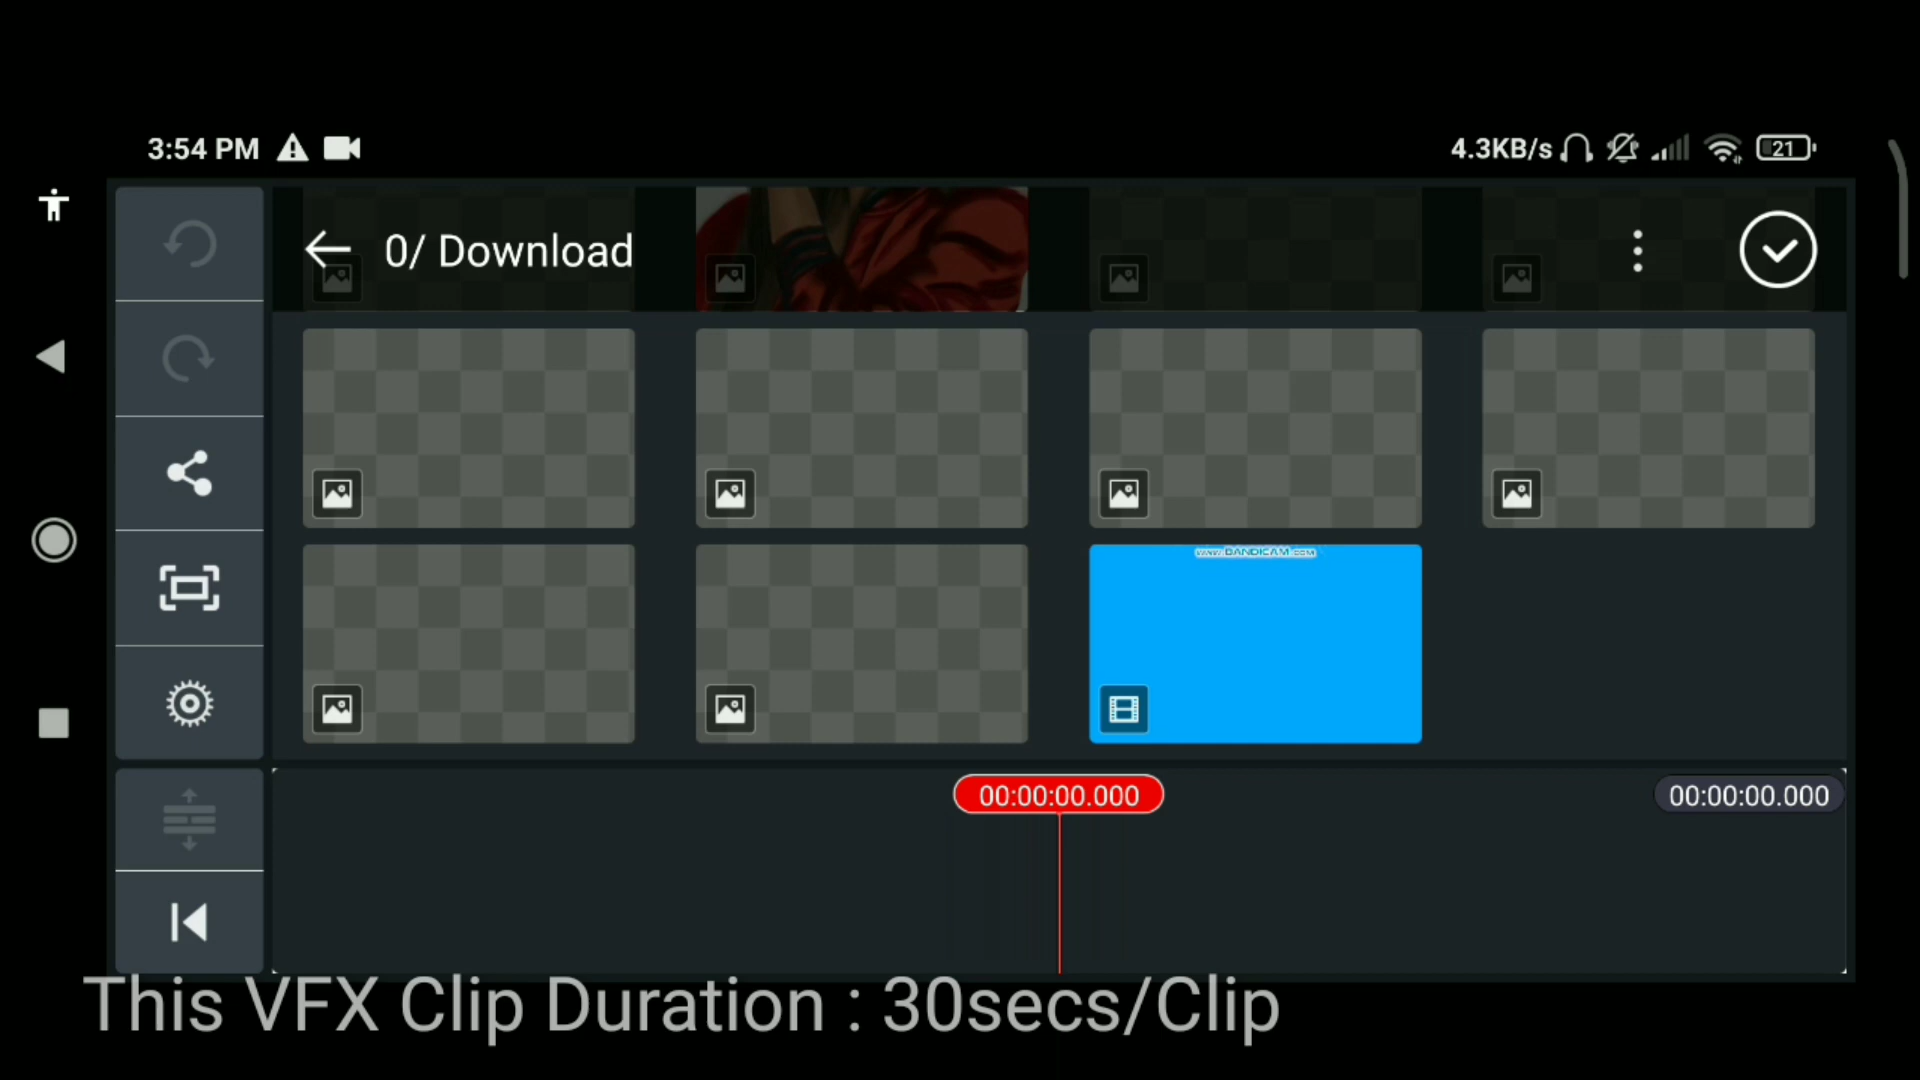 3:54 PM
4.3KB/s
21
0/ Download
WWW.BANDICAM.COM
00:00:00.000
00:00:00.000
This VFX Clip Duration : 30secs/Clip